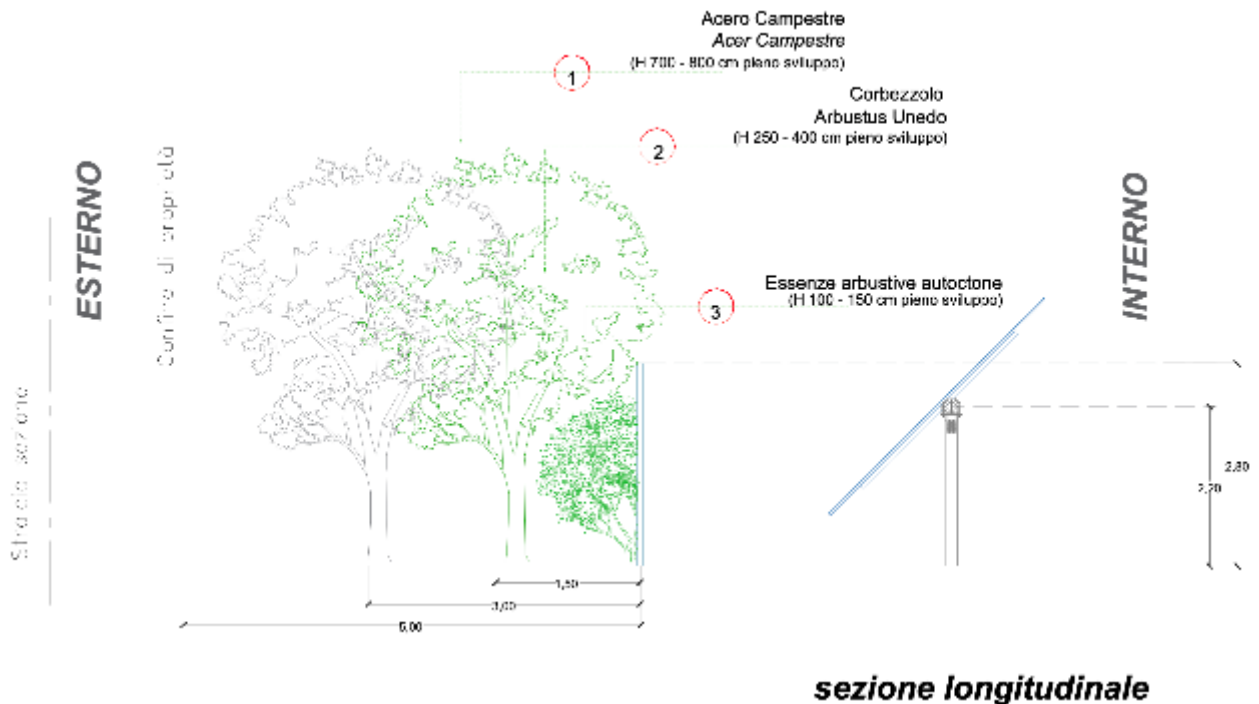 Acero Campestre
Acer Campestre
(H 700 - 800 cm pieno sviluppo)
1
Corbezzolo
Arbustus Unedo
(H 250 - 400 cm pieno sviluppo)
2
ESTERNO
Confine di proprietà
INTERNO
Essenze arbustive autoctone
(H 100 - 150 cm pieno sviluppo)
3
Stralcio sezione
2,80
2,20
1,50
3,00
5,00
sezione longitudinale